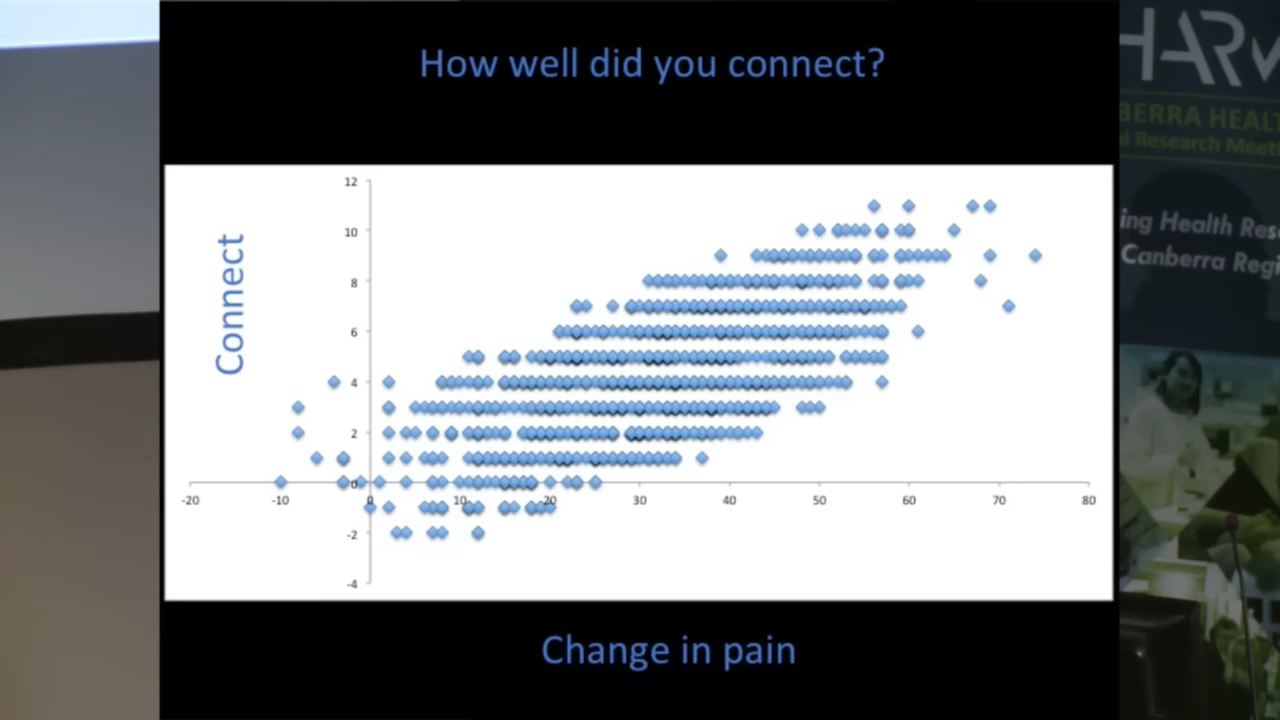 How well did you connect?
Connect
12
10
8
6
4
2
0
-2
-4
-20 -10 0 10 20 30 40 50 60 70 80
Change in pain
HARM
BERRA HEALT
l Research Meeti
ing Health Rese
Canberra Regi